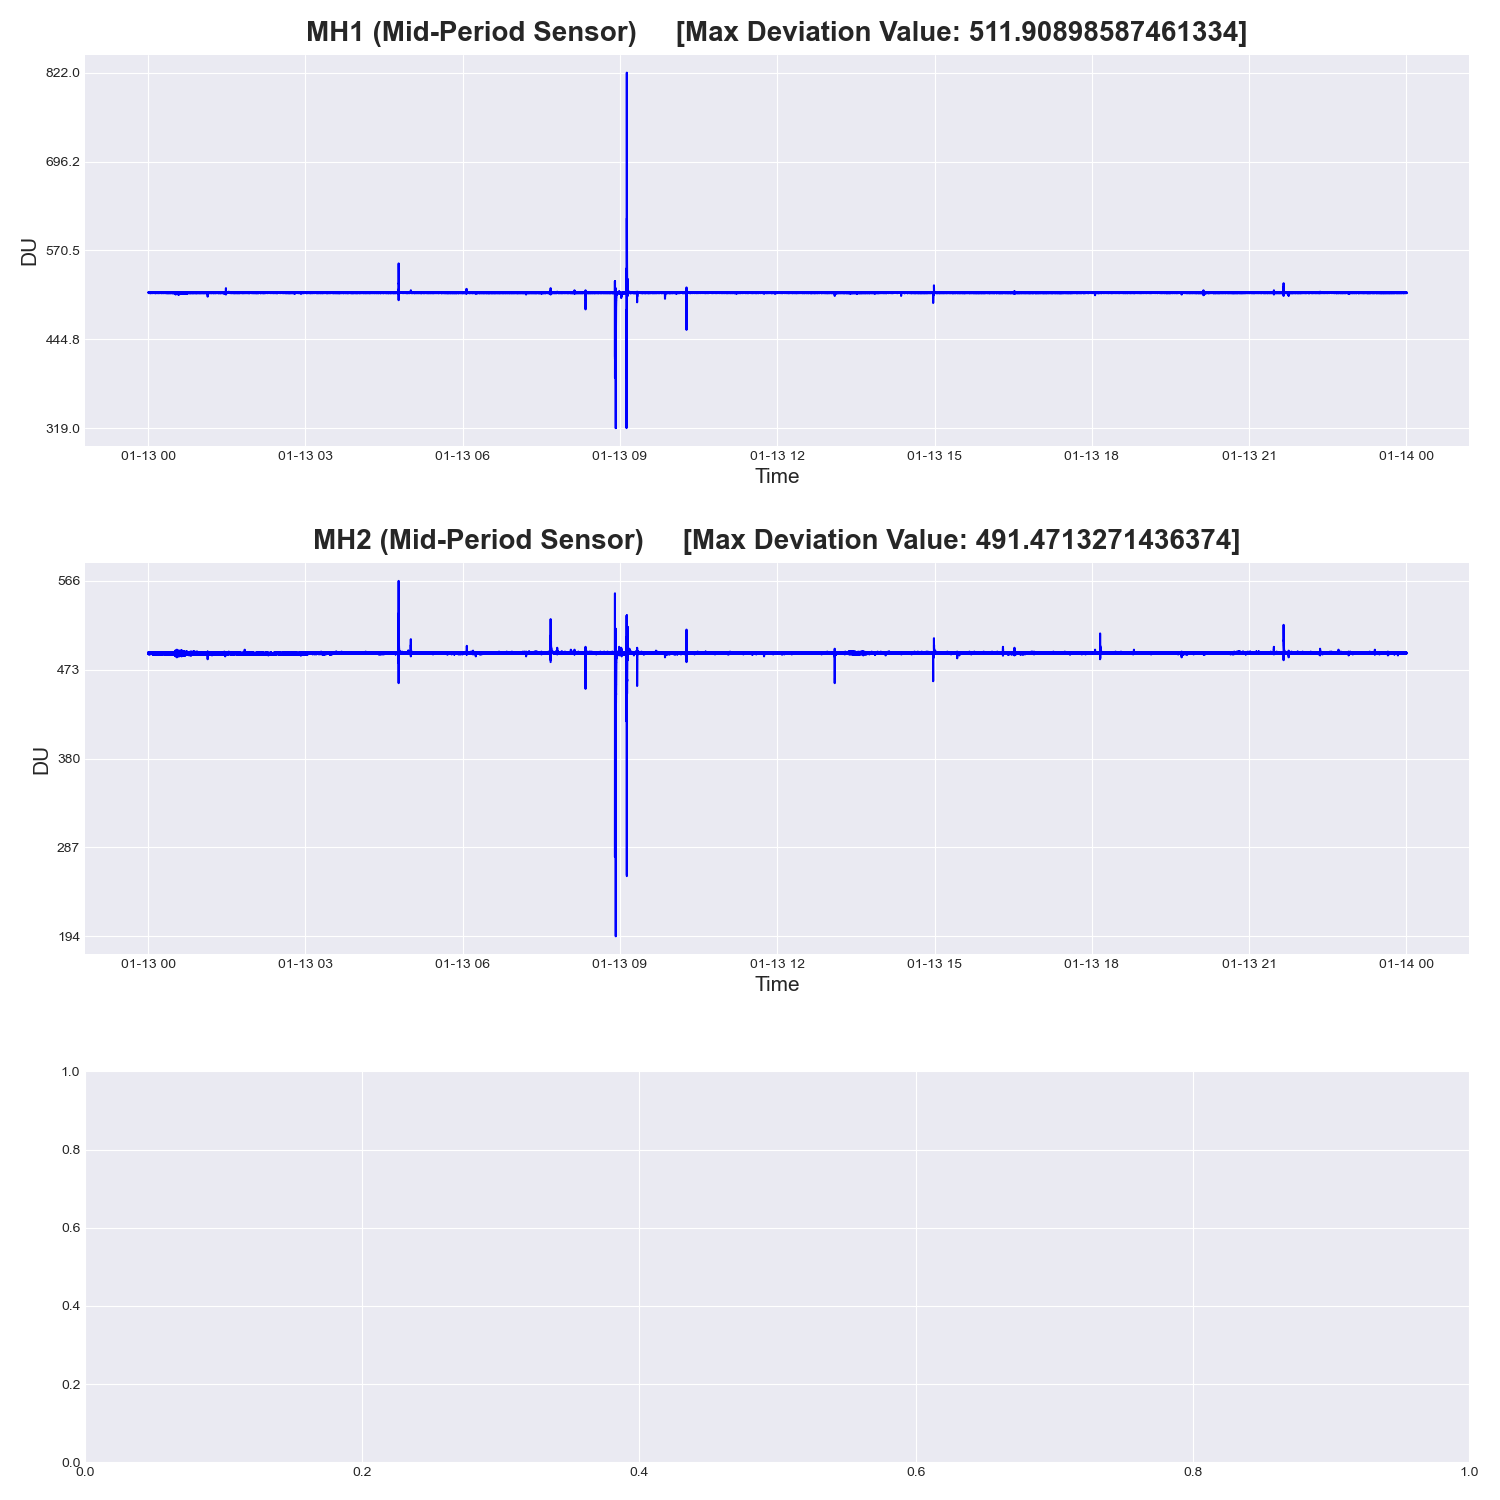 MH1 (Mid-Period Sensor) [Max Deviation Value: 511.90898587461334]
822.0
696.2
570.5
444.8
319.0
DU
01-13 00 01-13 03 01-13 06 01-13 09 01-13 12 01-13 15 01-13 18 01-13 21 01-14 00
Time
MH2 (Mid-Period Sensor) [Max Deviation Value: 491.4713271436374]
566
473
380
287
194
DU
01-13 00 01-13 03 01-13 06 01-13 09 01-13 12 01-13 15 01-13 18 01-13 21 01-14 00
Time
1.0
0.8
0.6
0.4
0.2
0.0
0.0 0.2 0.4 0.6 0.8 1.0